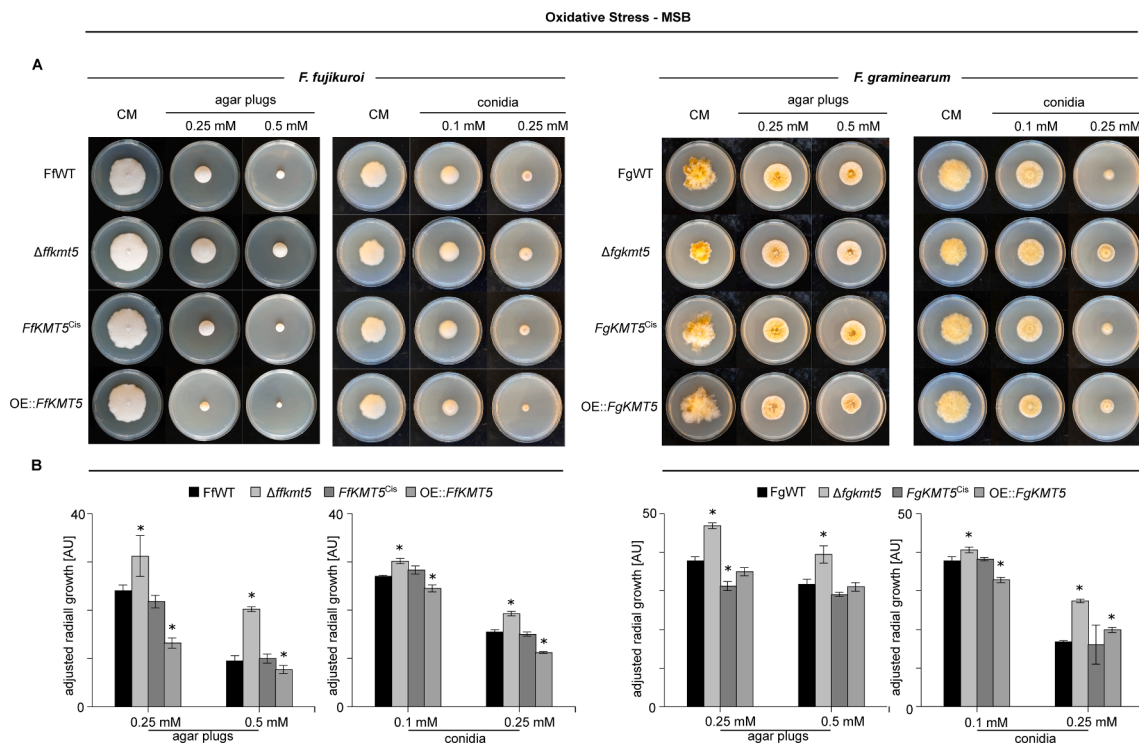 Oxidative Stress - MSB
A
F. fujikuroi
F. graminearum
CM
agar plugs
0.25 mM 0.5 mM
CM
conidia
0.1 mM 0.25 mM
CM
agar plugs
0.25 mM 0.5 mM
CM
conidia
0.1 mM 0.25 mM
FfWT
Δffkmt5
FfKMT5Cis
OE::FfKMT5
FgWT
Δfgkmt5
FgKMT5Cis
OE::FgKMT5
B
FfWT Δffkmt5 FfKMT5Cis OE::FfKMT5
adjusted radial growth [AU]
40
0
* * * *
0.25 mM 0.5 mM
agar plugs
adjusted radiall growth [AU]
40
0
* * * *
0.1 mM 0.25 mM
conidia
FgWT Δfgkmt5 FgKMT5Cis OE::FgKMT5
adjusted radial growth [AU]
50
0
* * *
0.25 mM 0.5 mM
agar plugs
adjusted radial growth [AU]
50
0
* * * *
0.1 mM 0.25 mM
conidia